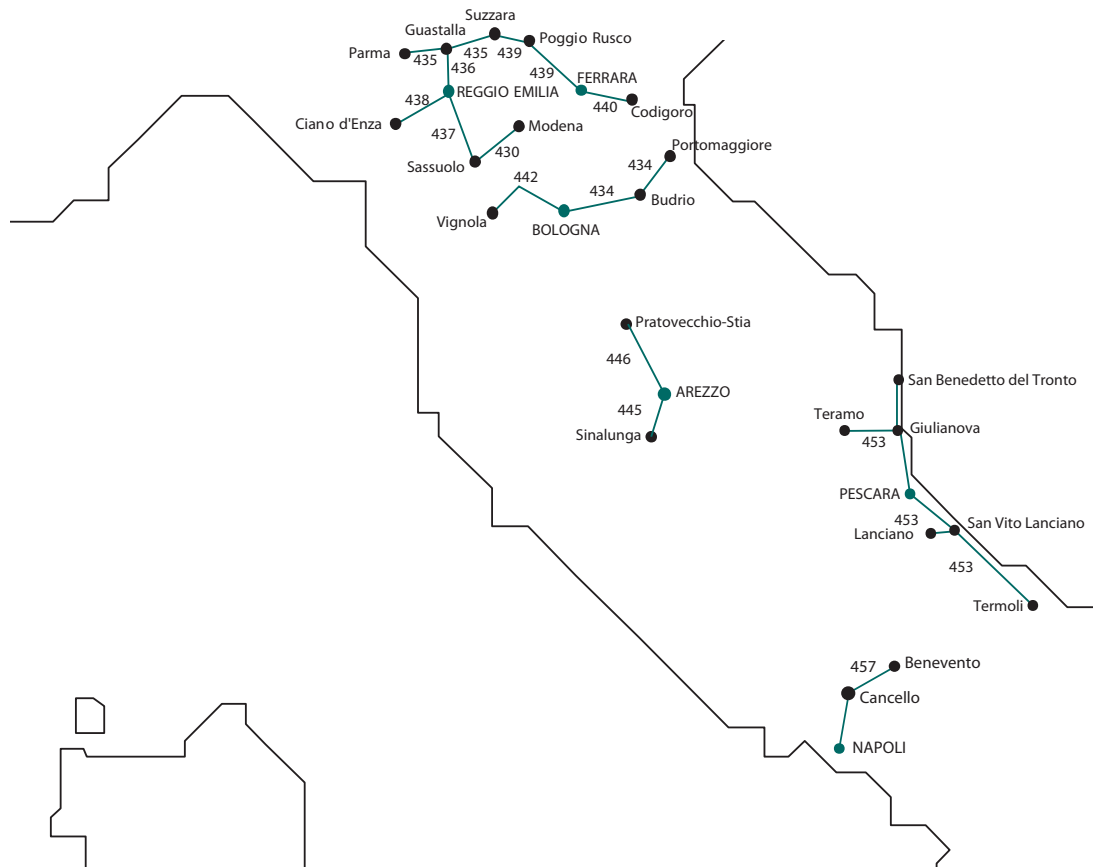 Suzzara
Guastalla
Poggio Rusco
Parma
435
435
439
436
439
FERRARA
REGGIO EMILIA
438
440
Codigoro
Ciano d'Enza
437
Modena
430
Sassuolo
Portomaggiore
442
434
434
Budrio
Vignola
BOLOGNA
Pratovecchio-Stia
446
San Benedetto del Tronto
AREZZO
445
Teramo
Sinalunga
453
Giulianova
PESCARA
453
San Vito Lanciano
Lanciano
453
Termoli
457
Benevento
Cancello
NAPOLI